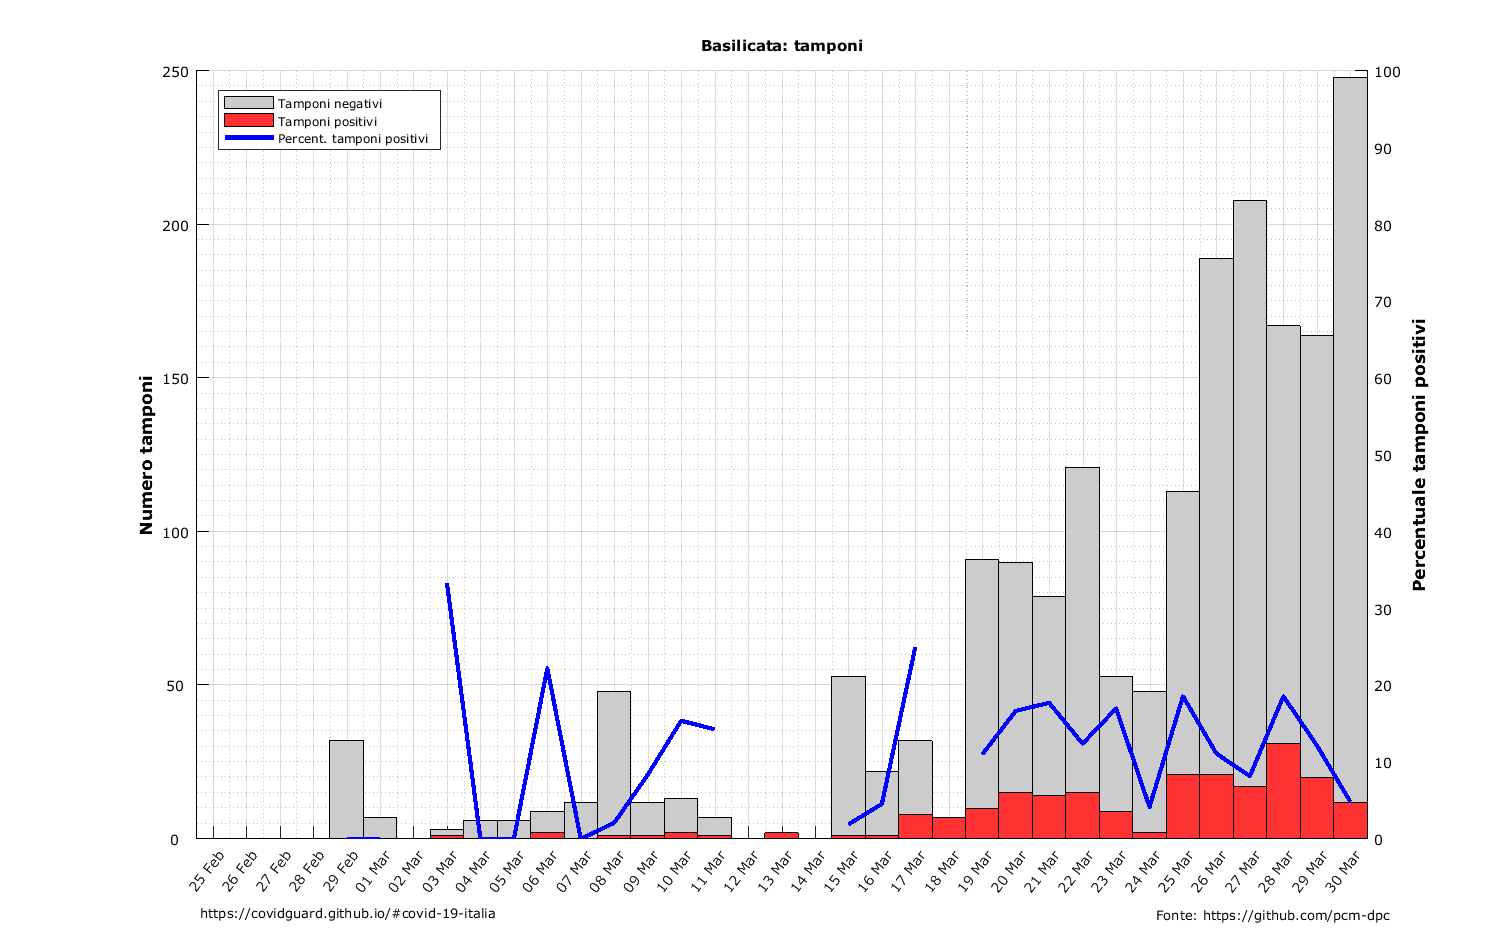 Basilicata: tamponi
Tamponi negativi
Tamponi positivi
Percent. tamponi positivi
Numero tamponi
250
200
150
100
50
0
Percentuale tamponi positivi
100
90
80
70
60
50
40
30
20
10
0
25 Feb
26 Feb
27 Feb
28 Feb
29 Feb
01 Mar
02 Mar
03 Mar
04 Mar
05 Mar
06 Mar
07 Mar
08 Mar
09 Mar
10 Mar
11 Mar
12 Mar
13 Mar
14 Mar
15 Mar
16 Mar
17 Mar
18 Mar
19 Mar
20 Mar
21 Mar
22 Mar
23 Mar
24 Mar
25 Mar
26 Mar
27 Mar
28 Mar
29 Mar
30 Mar
https://covidguard.github.io/#covid-19-italia
Fonte: https://github.com/pcm-dpc